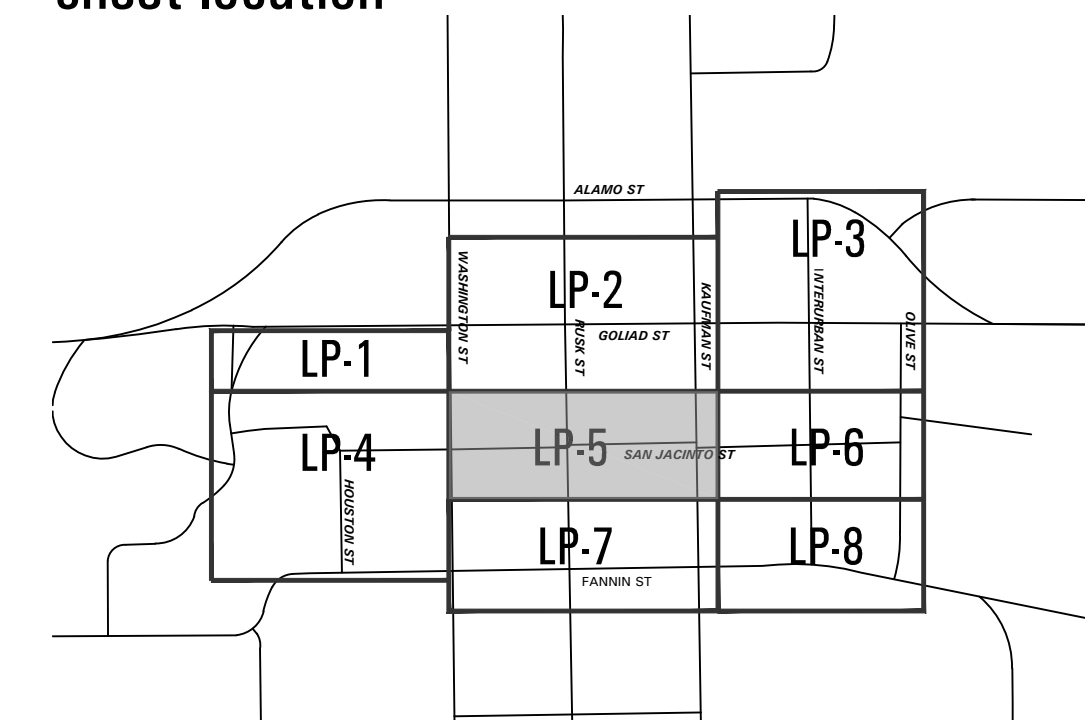 sheet location
ALAMO ST
LP-3
WASHINGTON ST
LP-2
KAUFMAN ST
INTERURBAN ST
OLIVE ST
RUSK ST
GOLIAD ST
LP-1
LP-4
LP-5
SAN JACINTO ST
LP-6
HOUSTON ST
LP-7
LP-8
FANNIN ST